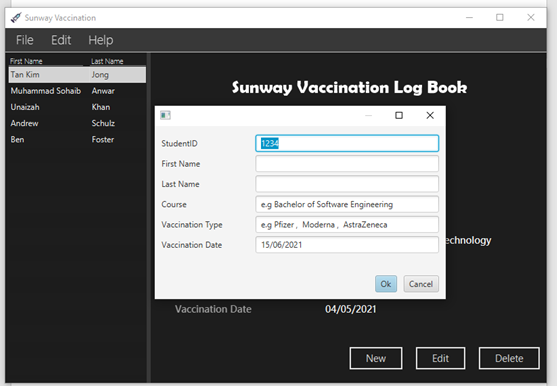 Sunway Vaccination
File Edit Help
First Name Last Name
Tan Kim Jong
Muhammad Sohaib Anwar
Unaizah Khan
Andrew Schulz
Ben Foster
Sunway Vaccination Log Book
StudentID 1234
First Name
Last Name
Course e.g Bachelor of Software Engineering
Vaccination Type e.g Pfizer , Moderna , AstraZeneca
Vaccination Date 15/06/2021
Ok Cancel
echnology
Vaccination Date 04/05/2021
New Edit Delete